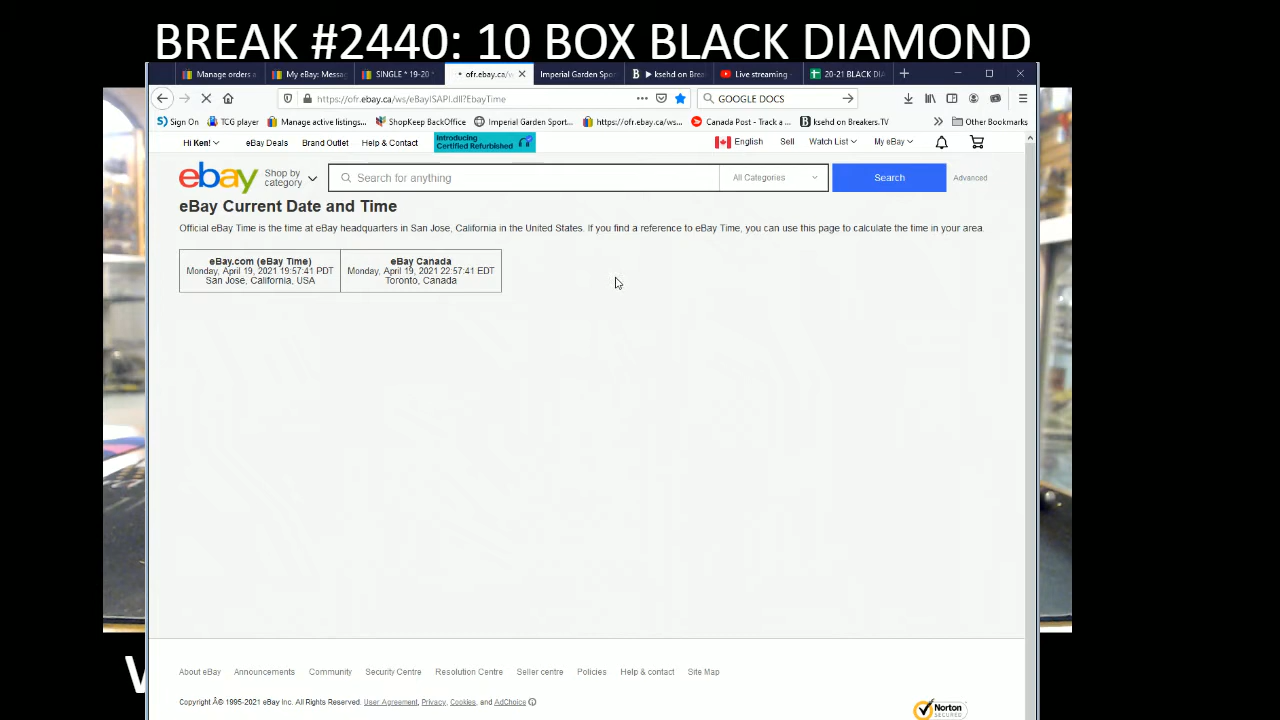 BREAK #2440: 10 BOX BLACK DIAMOND
Manage orders a
My eBay: Messag
SINGLE * 19-20 *
ofr.ebay.ca/w
Imperial Garden Spor
ksehd on Brea
Live streaming -
20-21 BLACK DIA
https://ofr.ebay.ca/ws/eBayISAPI.dll?EbayTime
GOOGLE DOCS
Sign On
TCG player
Manage active listings...
ShopKeep BackOffice
Imperial Garden Sport...
https://ofr.ebay.ca/ws...
Canada Post - Track a ...
ksehd on Breakers.TV
Other Bookmarks
Hi Ken!
eBay Deals
Brand Outlet
Help & Contact
Introducing
Certified Refurbished
English
Sell
Watch List
My eBay
ebay
Shop by
category
Search for anything
All Categories
Search
Advanced
eBay Current Date and Time
Official eBay Time is the time at eBay headquarters in San Jose, California in the United States. If you find a reference to eBay Time, you can use this page to calculate the time in your area.
eBay.com (eBay Time)
Monday, April 19, 2021 19:57:41 PDT
San Jose, California, USA
eBay Canada
Monday, April 19, 2021 22:57:41 EDT
Toronto, Canada
V
About eBay
Announcements
Community
Security Centre
Resolution Centre
Seller centre
Policies
Help & contact
Site Map
Copyright Â© 1995-2021 eBay Inc. All Rights Reserved. User Agreement, Privacy, Cookies, and AdChoice
Norton
SECURED